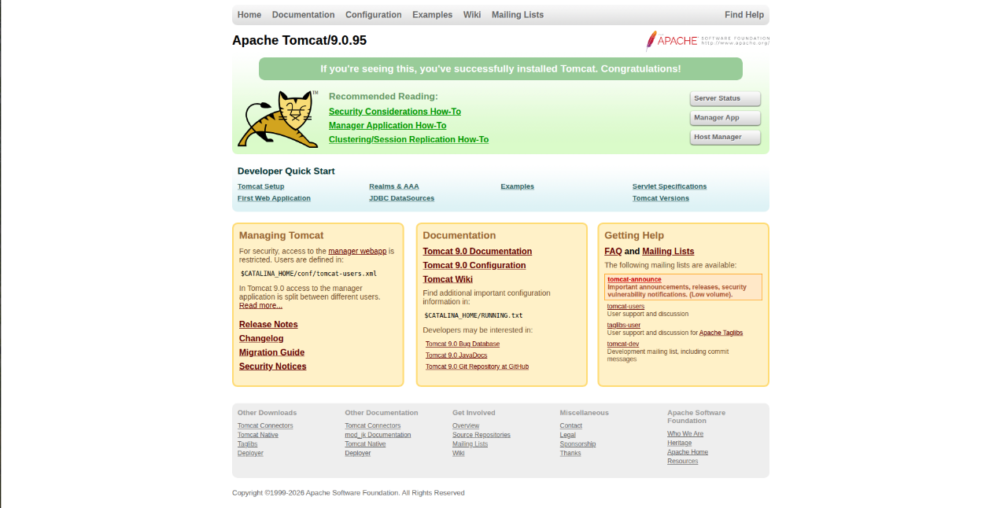 Home Documentation Configuration Examples Wiki Mailing Lists Find Help
Apache Tomcat/9.0.95
APACHE SOFTWARE FOUNDATION
http://www.apache.org/
If you're seeing this, you've successfully installed Tomcat. Congratulations!
TM
Recommended Reading:
Security Considerations How-To
Manager Application How-To
Clustering/Session Replication How-To
Server Status
Manager App
Host Manager
Developer Quick Start
Tomcat Setup
First Web Application
Realms & AAA
JDBC DataSources
Examples
Servlet Specifications
Tomcat Versions
Managing Tomcat
For security, access to the manager webapp is
restricted. Users are defined in:
$CATALINA_HOME/conf/tomcat-users.xml
In Tomcat 9.0 access to the manager
application is split between different users.
Read more...
Release Notes
Changelog
Migration Guide
Security Notices
Documentation
Tomcat 9.0 Documentation
Tomcat 9.0 Configuration
Tomcat Wiki
Find additional important configuration
information in:
$CATALINA_HOME/RUNNING.txt
Developers may be interested in:
Tomcat 9.0 Bug Database
Tomcat 9.0 JavaDocs
Tomcat 9.0 Git Repository at GitHub
Getting Help
FAQ and Mailing Lists
The following mailing lists are available:
tomcat-announce
Important announcements, releases, security
vulnerability notifications. (Low volume).
tomcat-users
User support and discussion
taglibs-user
User support and discussion for Apache Taglibs
tomcat-dev
Development mailing list, including commit
messages
Other Downloads
Tomcat Connectors
Tomcat Native
Taglibs
Deployer
Other Documentation
Tomcat Connectors
mod_jk Documentation
Tomcat Native
Deployer
Get Involved
Overview
Source Repositories
Mailing Lists
Wiki
Miscellaneous
Contact
Legal
Sponsorship
Thanks
Apache Software
Foundation
Who We Are
Heritage
Apache Home
Resources
Copyright ©1999-2026 Apache Software Foundation. All Rights Reserved